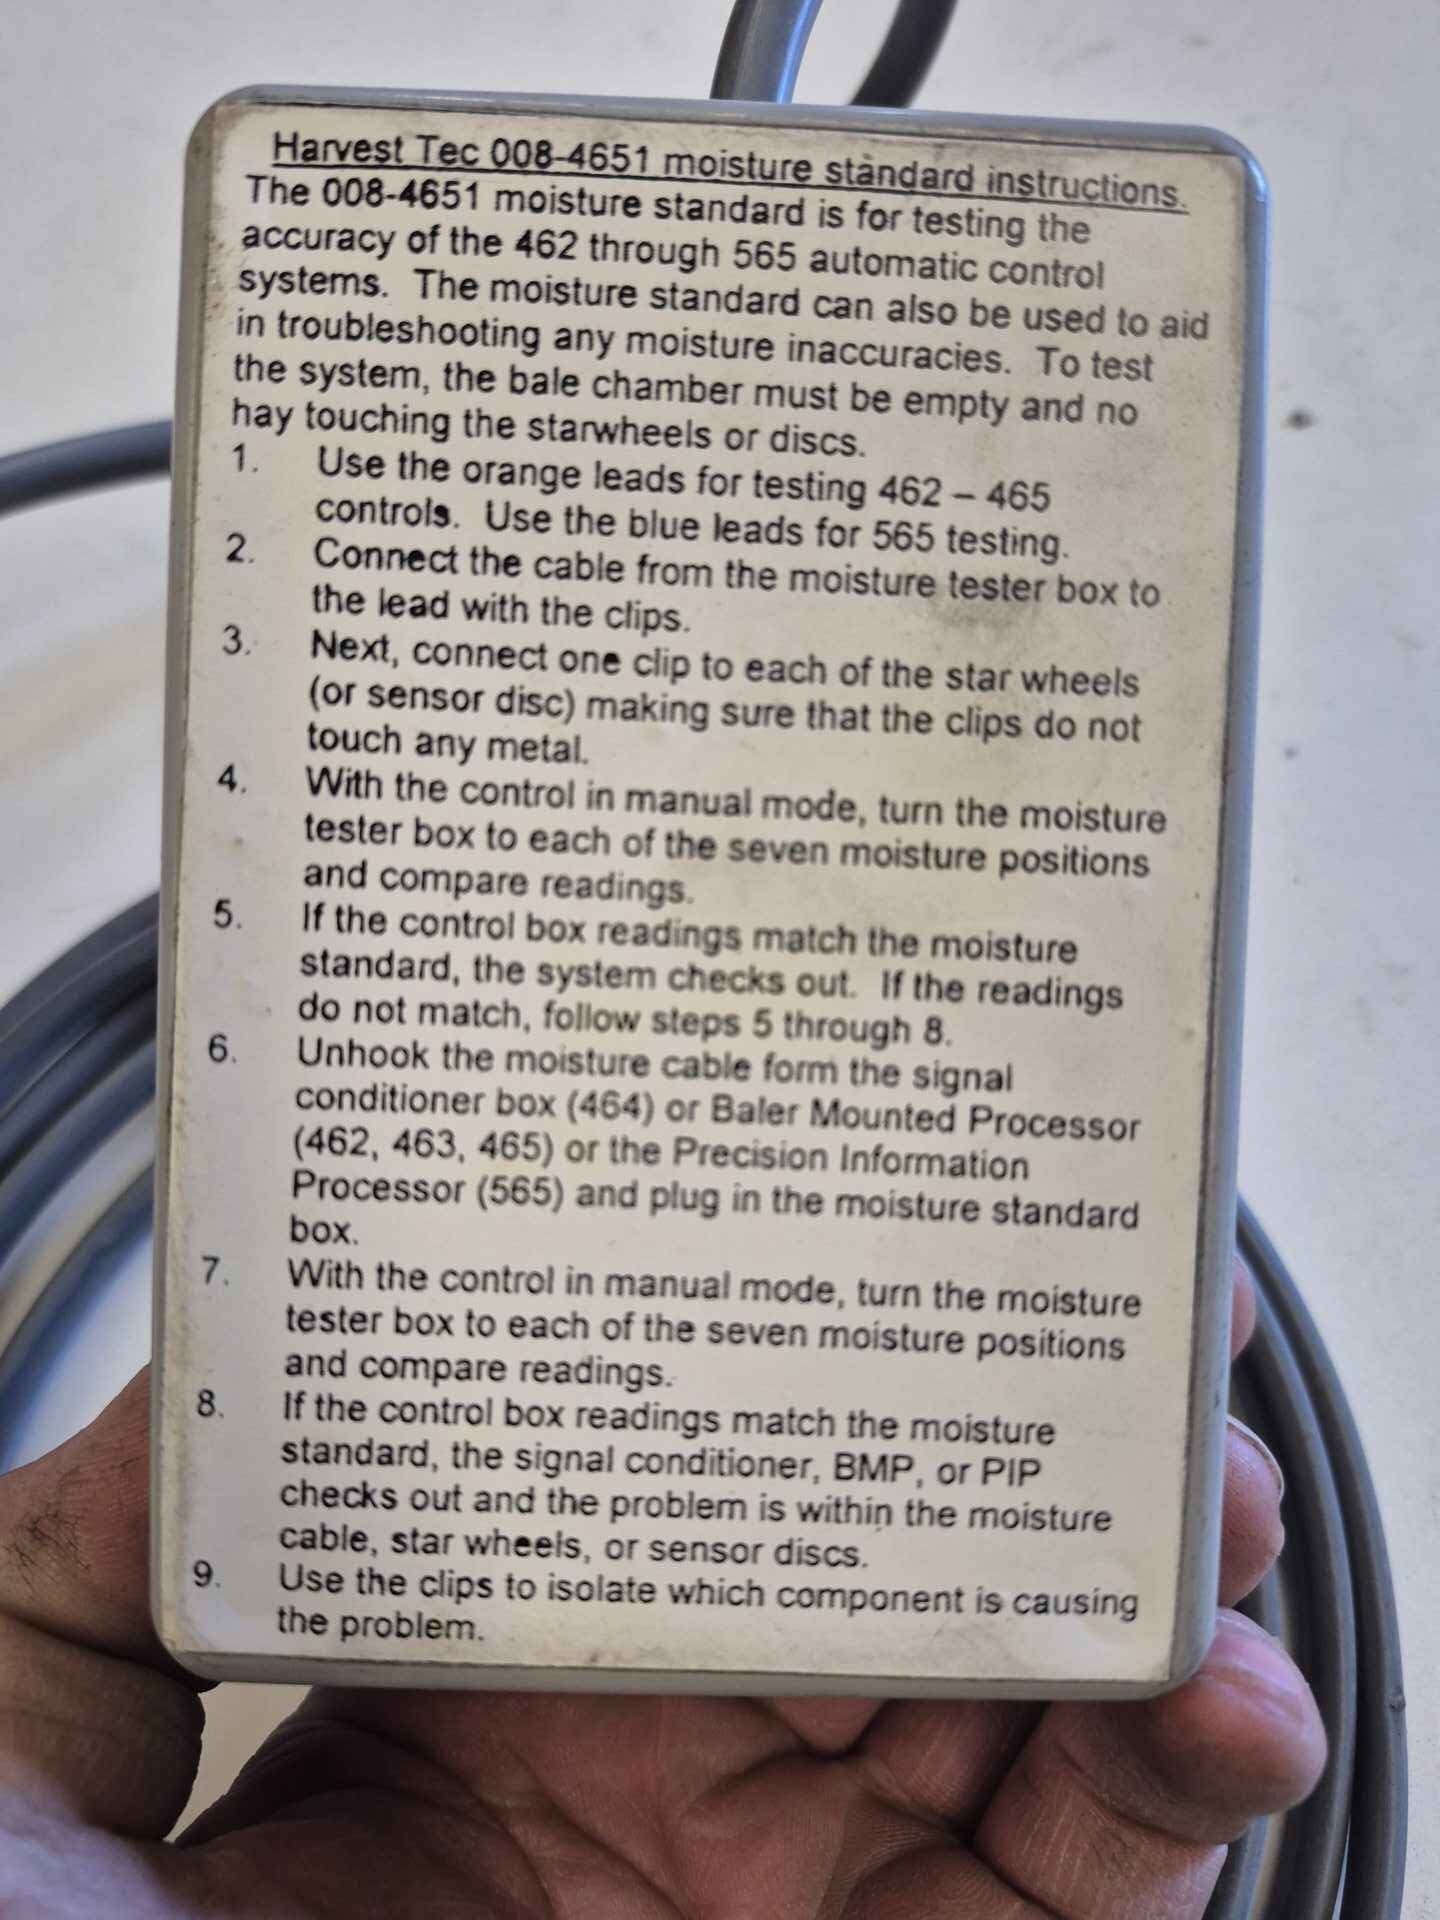 Harvest Tec 008-4651 moisture standard instructions.
The 008-4651 moisture standard is for testing the
accuracy of the 462 through 565 automatic control
systems. The moisture standard can also be used to aid
in troubleshooting any moisture inaccuracies. To test
the system, the bale chamber must be empty and no
hay touching the starwheels or discs.
1. Use the orange leads for testing 462 – 465
controls. Use the blue leads for 565 testing.
2. Connect the cable from the moisture tester box to
the lead with the clips.
3. Next, connect one clip to each of the star wheels
(or sensor disc) making sure that the clips do not
touch any metal.
4. With the control in manual mode, turn the moisture
tester box to each of the seven moisture positions
and compare readings.
5. If the control box readings match the moisture
standard, the system checks out. If the readings
do not match, follow steps 5 through 8.
6. Unhook the moisture cable form the signal
conditioner box (464) or Baler Mounted Processor
(462, 463, 465) or the Precision Information
Processor (565) and plug in the moisture standard
box.
7. With the control in manual mode, turn the moisture
tester box to each of the seven moisture positions
and compare readings.
8. If the control box readings match the moisture
standard, the signal conditioner, BMP, or PIP
checks out and the problem is within the moisture
cable, star wheels, or sensor discs.
9. Use the clips to isolate which component is causing
the problem.